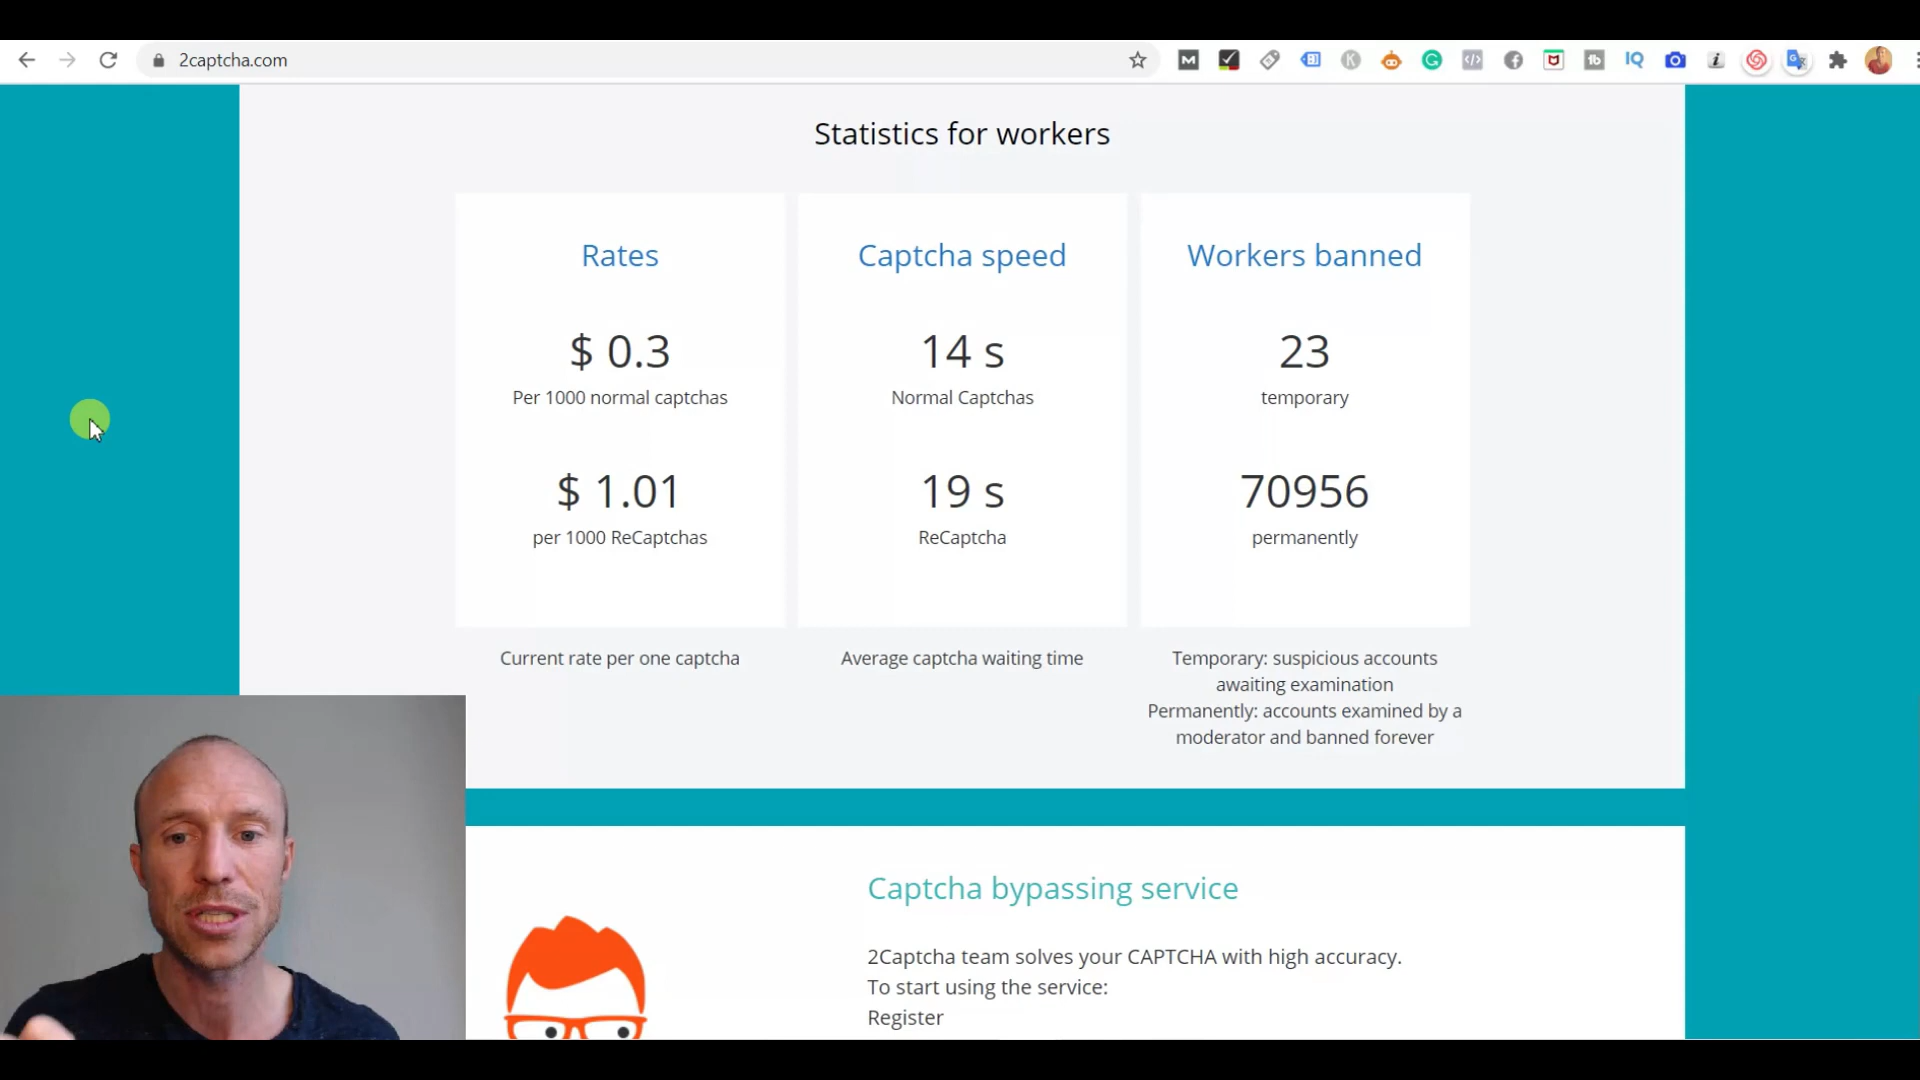 2captcha.com
Statistics for workers
Rates
$ 0.3
Per 1000 normal captchas
$ 1.01
per 1000 ReCaptchas
Current rate per one captcha
Captcha speed
14 s
Normal Captchas
19 s
ReCaptcha
Average captcha waiting time
Workers banned
23
temporary
70956
permanently
Temporary: suspicious accounts
awaiting examination
Permanently: accounts examined by a
moderator and banned forever
Captcha bypassing service
2Captcha team solves your CAPTCHA with high accuracy.
To start using the service:
Register